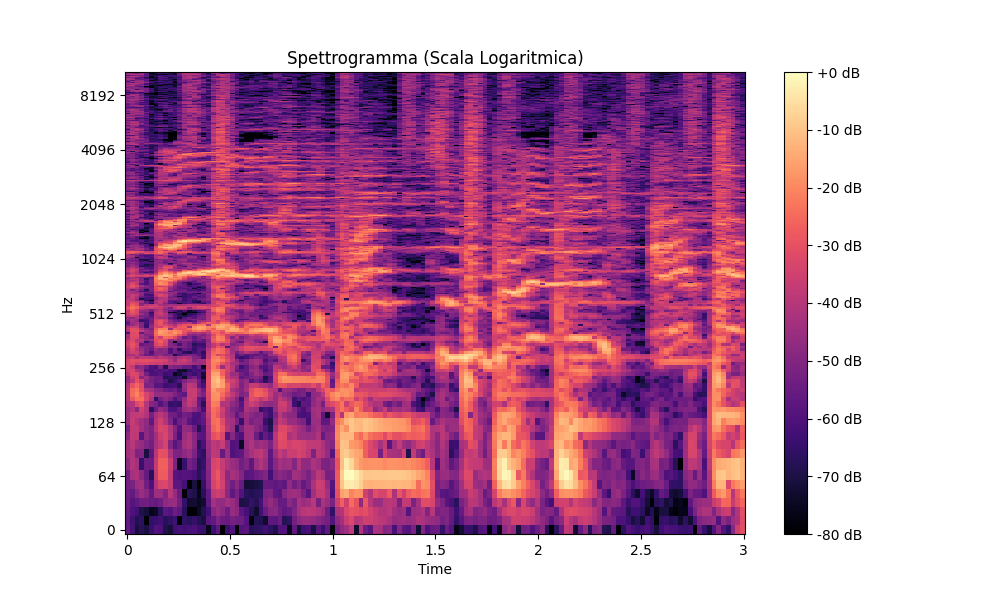 Spettrogramma (Scala Logaritmica)
8192
4096
2048
1024
512
256
128
64
0
Hz
0
0.5
1
1.5
2
2.5
3
Time
+0 dB
-10 dB
-20 dB
-30 dB
-40 dB
-50 dB
-60 dB
-70 dB
-80 dB